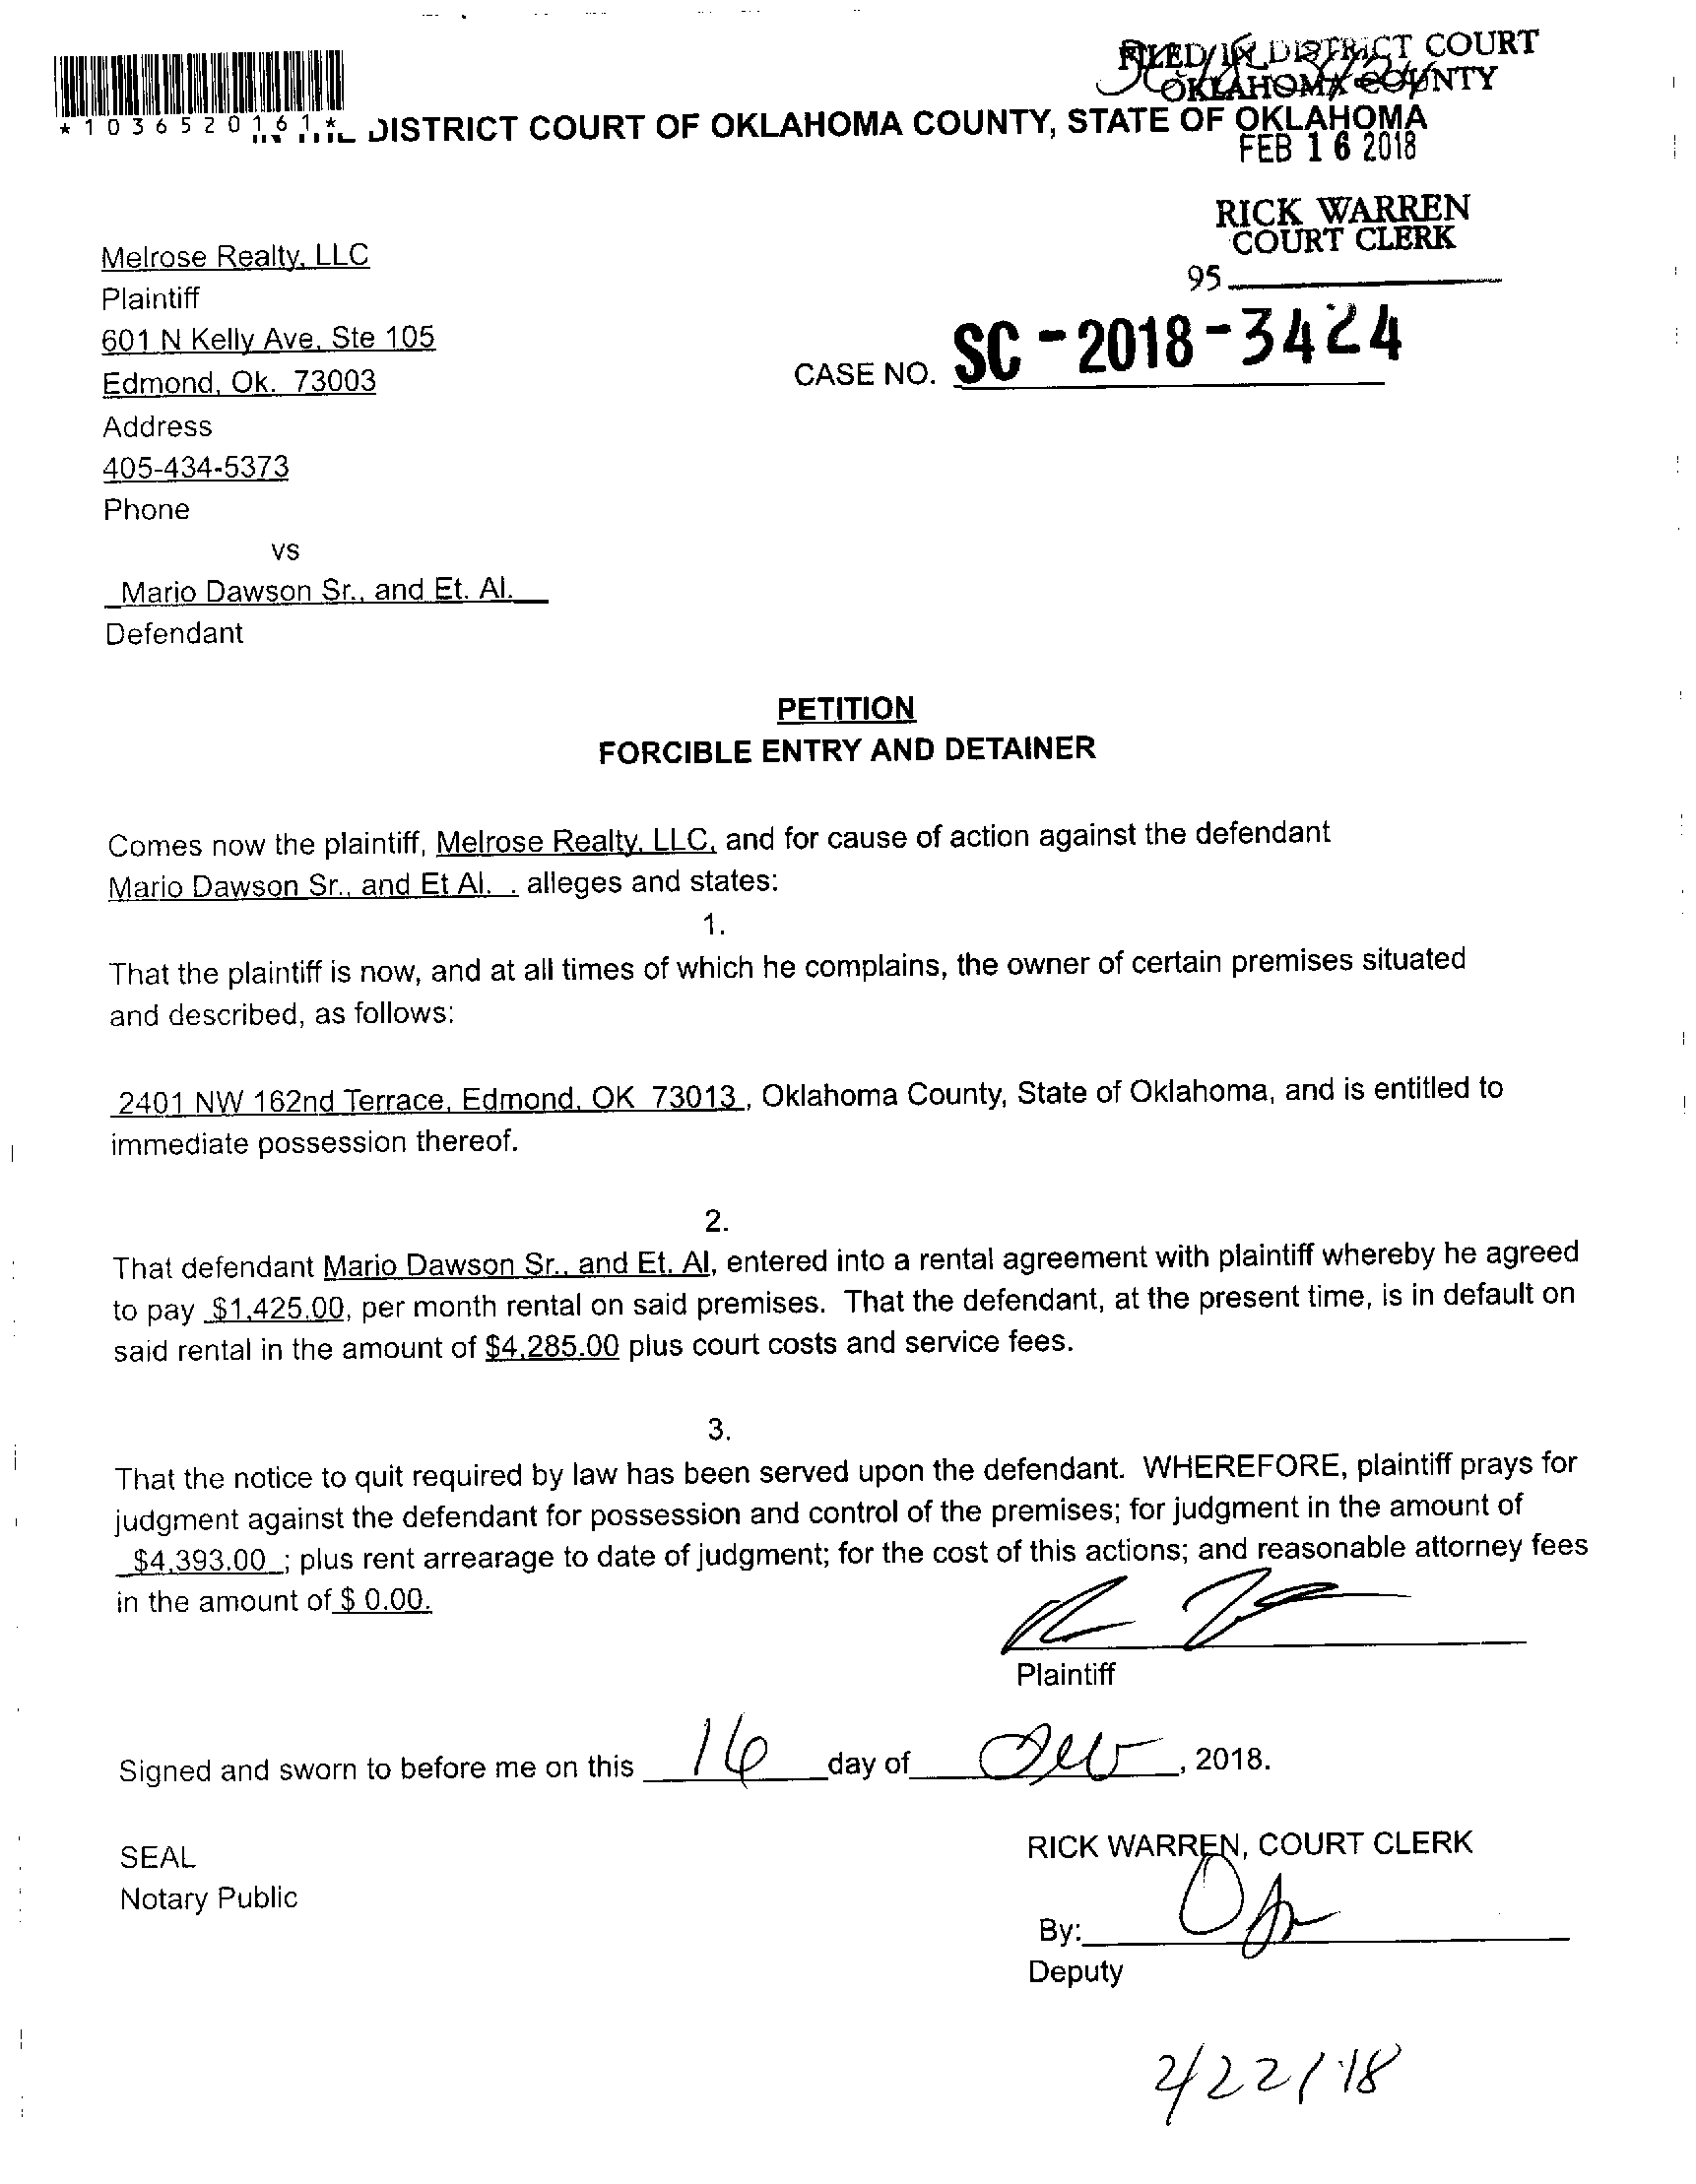 FILED IN DISTRICT COURT
OKLAHOMA COUNTY
*1036520161*
DISTRICT COURT OF OKLAHOMA COUNTY, STATE OF OKLAHOMA
FEB 16 2018
RICK WARREN
COURT CLERK
95
Melrose Realty, LLC
Plaintiff
601 N Kelly Ave, Ste 105
CASE NO. SC-2018-3424
Edmond, Ok. 73003
Address
405-434-5373
Phone
vs
Mario Dawson Sr., and Et. Al.
Defendant
PETITION
FORCIBLE ENTRY AND DETAINER
Comes now the plaintiff, Melrose Realty, LLC, and for cause of action against the defendant
Mario Dawson Sr., and Et Al. . alleges and states:
1.
That the plaintiff is now, and at all times of which he complains, the owner of certain premises situated
and described, as follows:
2401 NW 162nd Terrace, Edmond, OK 73013 , Oklahoma County, State of Oklahoma, and is entitled to
immediate possession thereof.
2.
That defendant Mario Dawson Sr., and Et. Al, entered into a rental agreement with plaintiff whereby he agreed
to pay $1,425.00, per month rental on said premises. That the defendant, at the present time, is in default on
said rental in the amount of $4,285.00 plus court costs and service fees.
3.
That the notice to quit required by law has been served upon the defendant. WHEREFORE, plaintiff prays for
judgment against the defendant for possession and control of the premises; for judgment in the amount of
$4,393.00 ; plus rent arrearage to date of judgment; for the cost of this actions; and reasonable attorney fees
in the amount of $ 0.00.
Plaintiff
Signed and sworn to before me on this 16 day of Feb, 2018.
SEAL
RICK WARREN, COURT CLERK
Notary Public
By:
Deputy
2/22/18